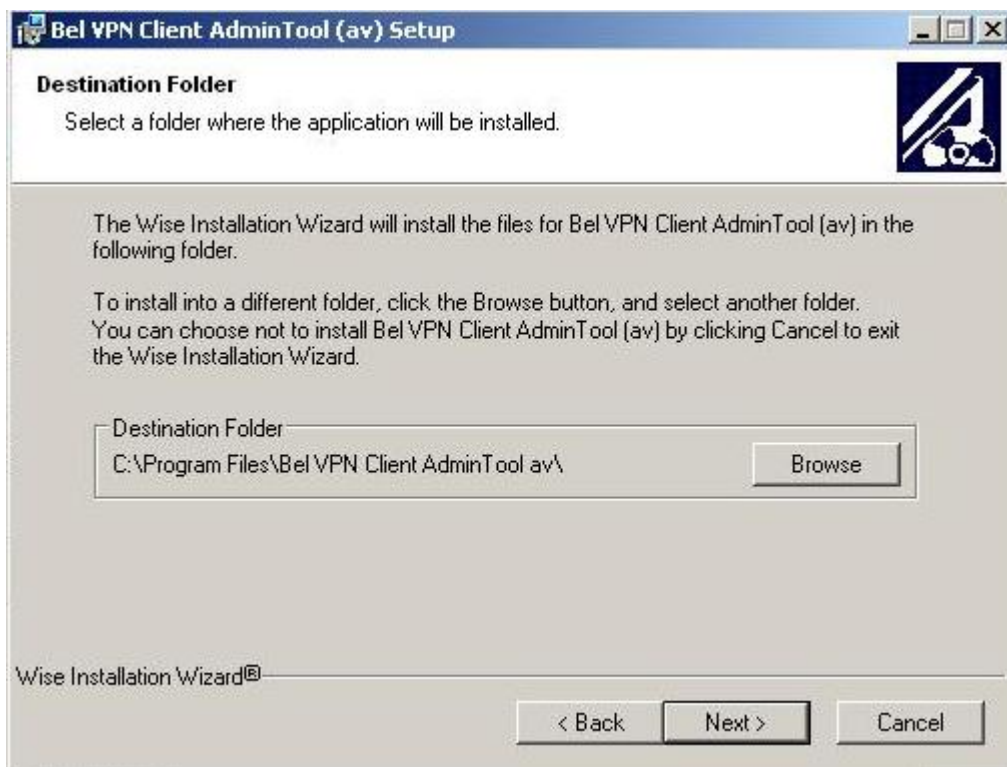 Bel VPN Client AdminTool (av) Setup
Destination Folder
Select a folder where the application will be installed.
The Wise Installation Wizard will install the files for Bel VPN Client AdminTool (av) in the
following folder.
To install into a different folder, click the Browse button, and select another folder.
You can choose not to install Bel VPN Client AdminTool (av) by clicking Cancel to exit
the Wise Installation Wizard.
Destination Folder
C:\Program Files\Bel VPN Client AdminTool av\
Browse
Wise Installation Wizard®
< Back
Next >
Cancel